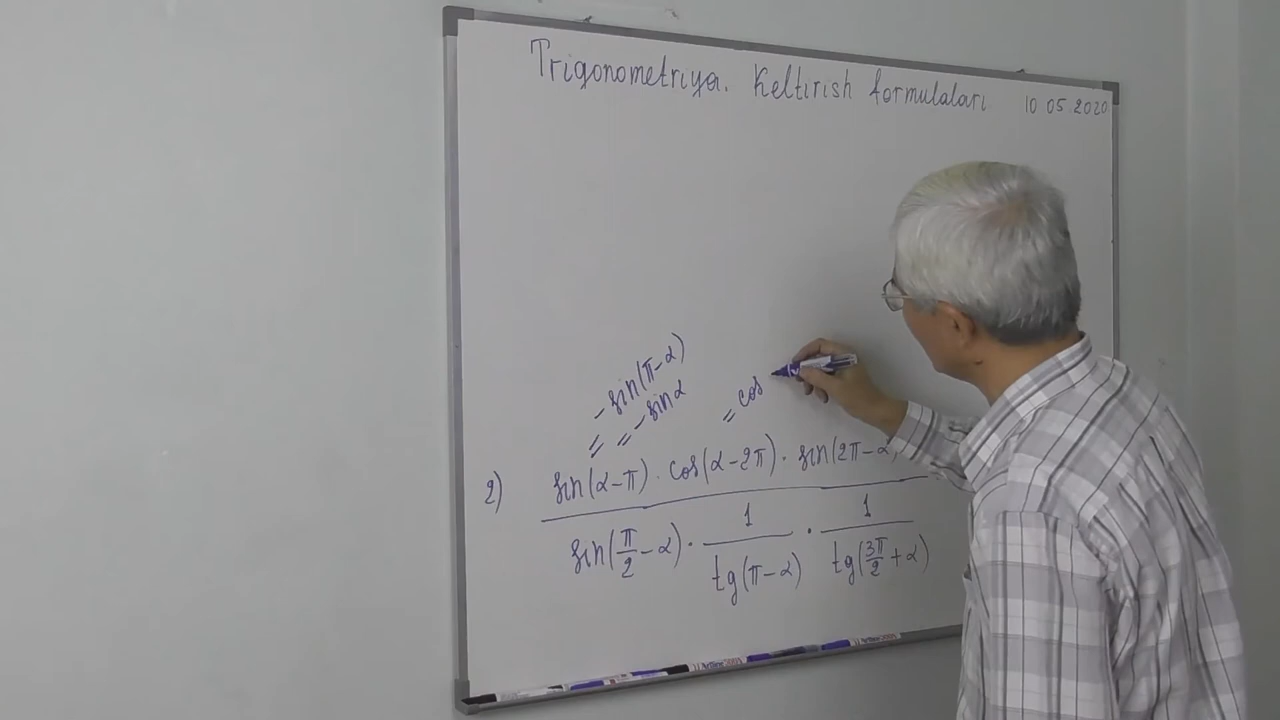 Trigonometriya. Keltirish formulalari 10 05 2020
-sin(π-α)
= = -sinα
= cos
2) sin(α-π) · cos(α-2π) · sin(2π-α
sin(π/2 - α) · 1/tg(π-α) · 1/tg(3π/2 + α)